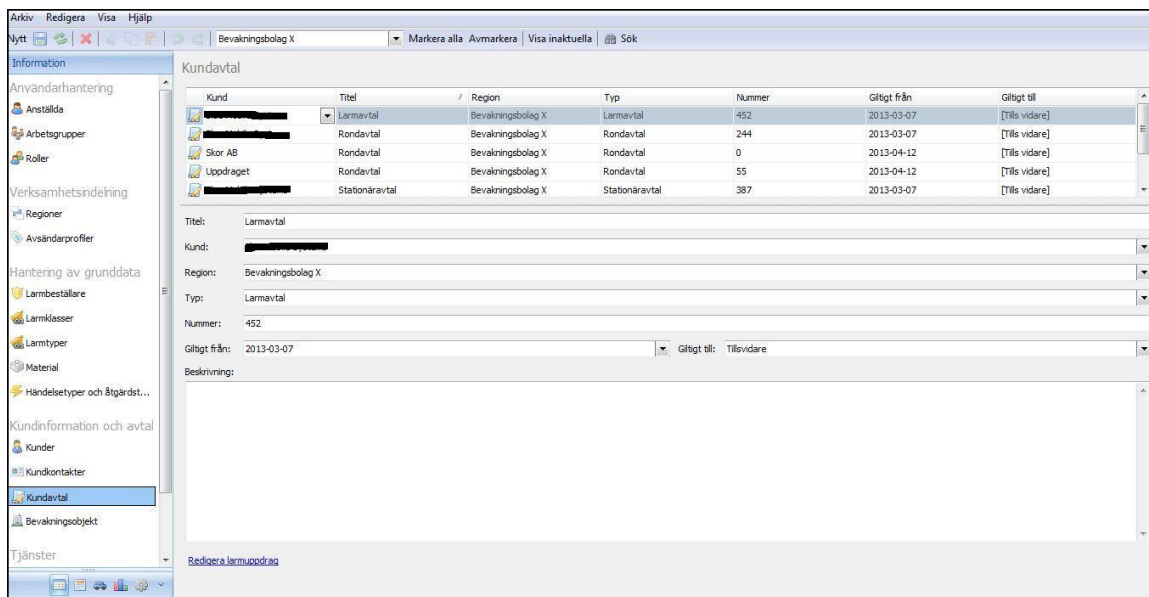 Arkiv Redigera Visa Hjälp
Nytt Bevakningsbolag X Markera alla Avmarkera Visa inaktuella Sök
Information
Användarhantering
Anställda
Arbetsgrupper
Roller
Verksamhetsindelning
Regioner
Avsändarprofiler
Hantering av grunddata
Larmbeställare
Larmklasser
Larmtyper
Material
Händelsetyper och åtgärdst...
Kundinformation och avtal
Kunder
Kundkontakter
Kundavtal
Bevakningsobjekt
Tjänster
Kundavtal
Kund Titel / Region Typ Nummer Giltigt från Giltigt till
Larmavtal Bevakningsbolag X Larmavtal 452 2013-03-07 [Tills vidare]
Rondavtal Bevakningsbolag X Rondavtal 244 2013-03-07 [Tills vidare]
Skor AB Rondavtal Bevakningsbolag X Rondavtal 0 2013-04-12 [Tills vidare]
Uppdraget Rondavtal Bevakningsbolag X Rondavtal 55 2013-04-12 [Tills vidare]
Stationäravtal Bevakningsbolag X Stationäravtal 387 2013-03-07 [Tills vidare]
Titel: Larmavtal
Kund:
Region: Bevakningsbolag X
Typ: Larmavtal
Nummer: 452
Giltigt från: 2013-03-07 Giltigt till: Tillsvidare
Beskrivning:
Redigera larmuppdrag